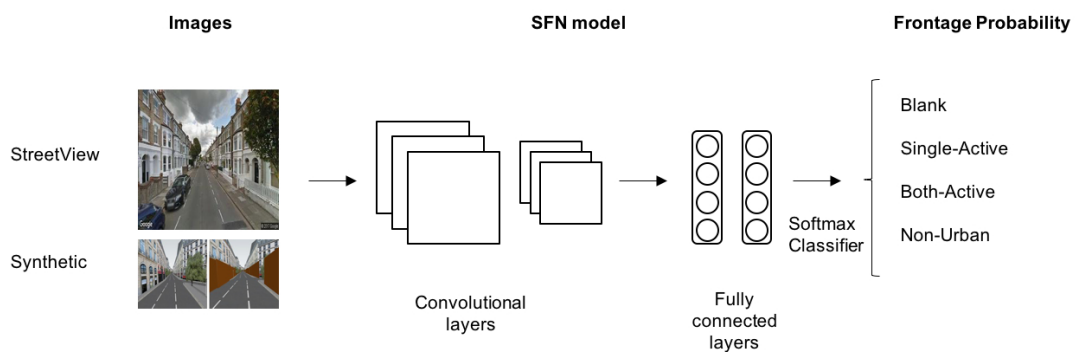 Images
SFN model
Frontage Probability
StreetView
Synthetic
Google
Convolutional
layers
Fully
connected
layers
Softmax
Classifier
Blank
Single-Active
Both-Active
Non-Urban